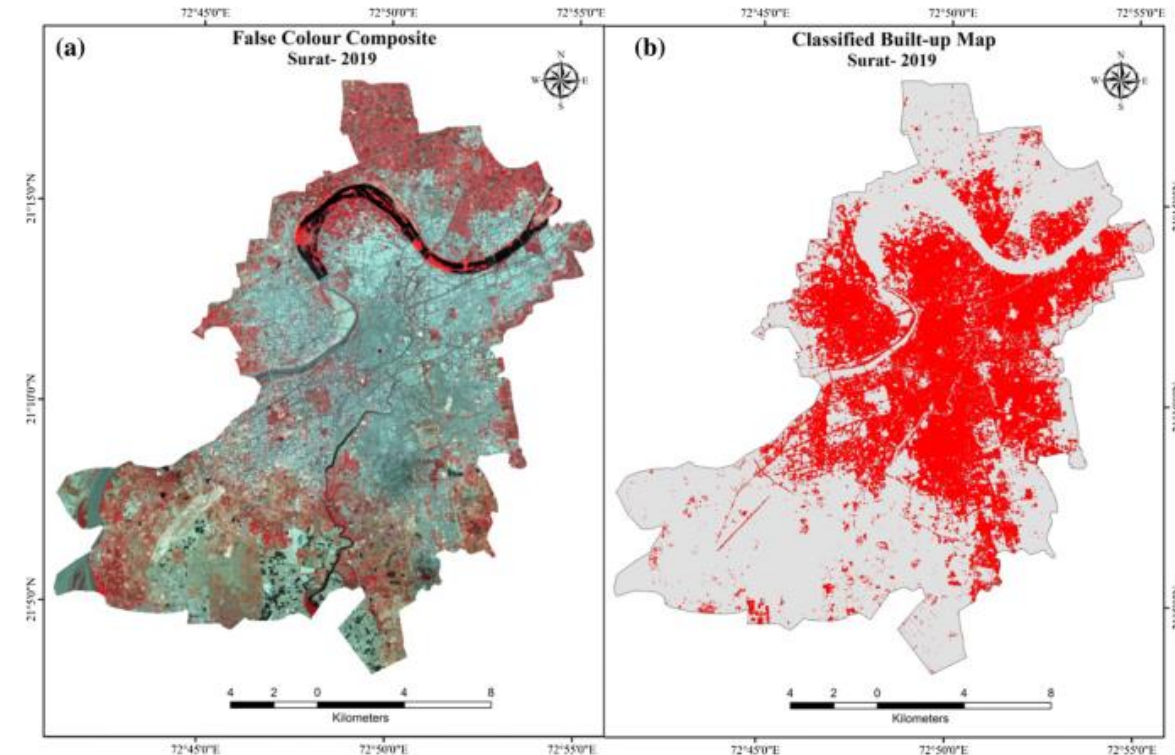 72°45'0"E 72°50'0"E 72°55'0"E 72°45'0"E 72°50'0"E 72°55'0"E
(a)
False Colour Composite
Surat- 2019
N
W E
S
21°15'0"N
21°10'0"N
21°5'0"N
4 2 0 4 8
Kilometers
(b)
Classified Built-up Map
Surat- 2019
N
W E
S
4 2 0 4 8
Kilometers
72°45'0"E 72°50'0"E 72°55'0"E 72°45'0"E 72°50'0"E 72°55'0"E